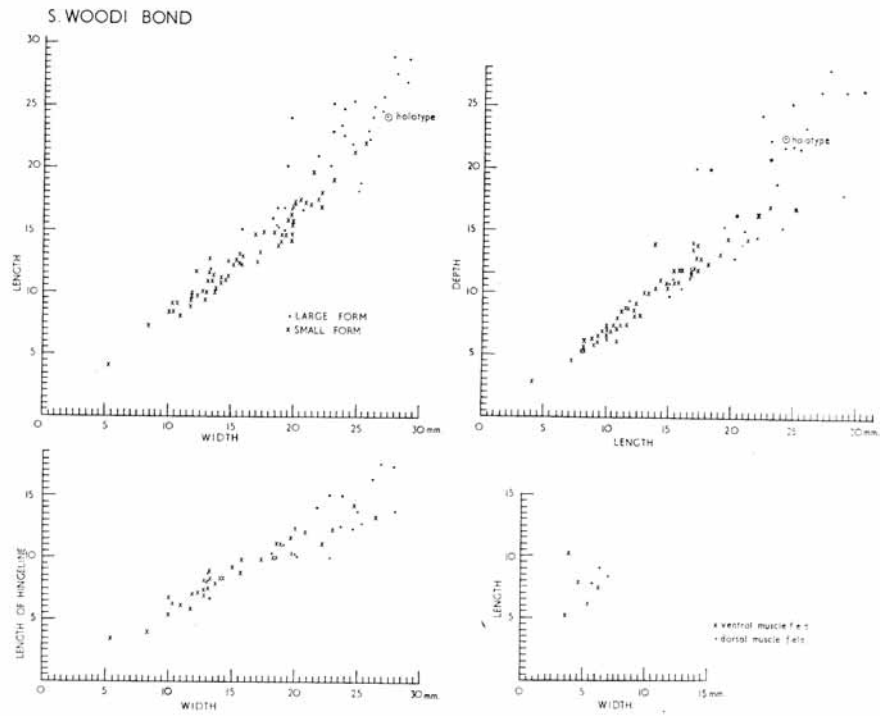 S. WOODI BOND
30
25
20
15
10
5
0
LENGTH
holotype
· LARGE FORM
x SMALL FORM
0 5 10 15 20 25 30 mm.
WIDTH
25
20
15
10
5
0
DEPTH
holotype
0 5 10 15 20 25 30 mm.
LENGTH
15
10
5
LENGTH OF HINGELINE
0 5 10 15 20 25 30 mm.
WIDTH
15
10
5
LENGTH
x ventral muscle field
· dorsal muscle field
0 5 10 15 mm.
WIDTH